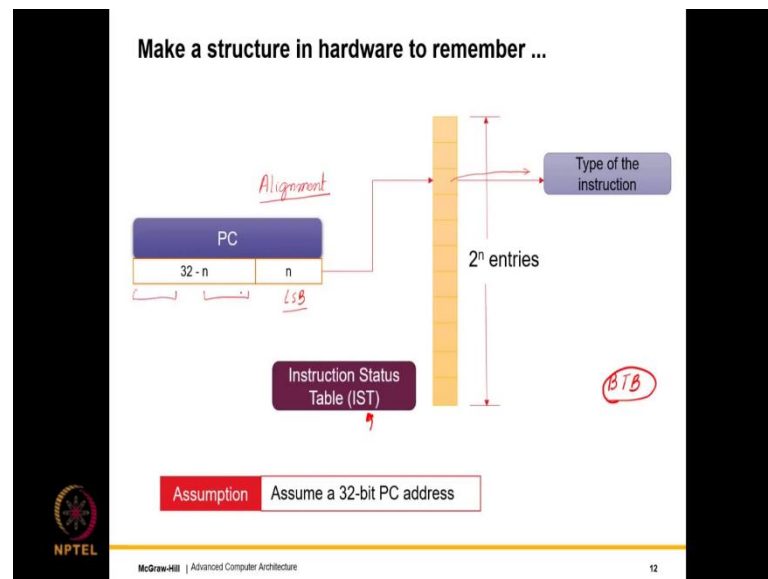 Make a structure in hardware to remember ...
Alignment
Type of the
instruction
PC
32 - n
n
2ⁿ entries
LSB
Instruction Status
Table (IST)
BTB
Assumption
Assume a 32-bit PC address
NPTEL
McGraw-Hill | Advanced Computer Architecture
12